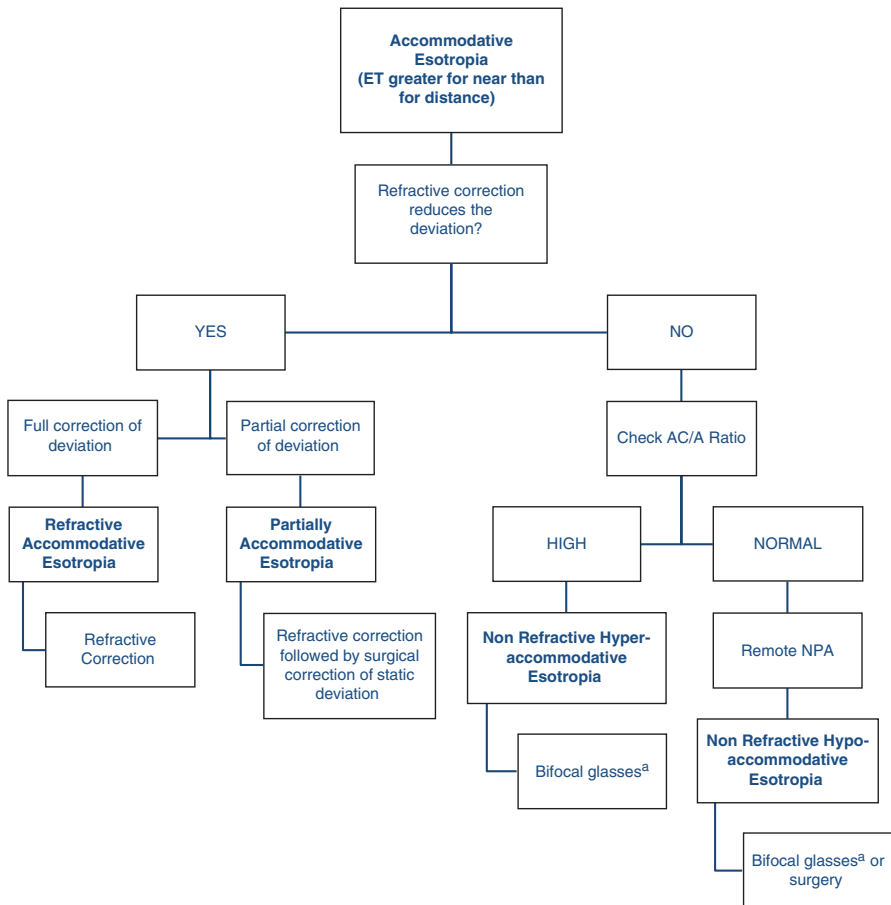 Accommodative
Esotropia
(ET greater for near than
for distance)
Refractive correction
reduces the
deviation?
YES
NO
Full correction of
deviation
Partial correction
of deviation
Check AC/A Ratio
Refractive
Accommodative
Esotropia
Partially
Accommodative
Esotropia
HIGH
NORMAL
Refractive
Correction
Refractive correction
followed by surgical
correction of static
deviation
Non Refractive Hyper-
accommodative
Esotropia
Remote NPA
Bifocal glassesᵃ
Non Refractive Hypo-
accommodative
Esotropia
Bifocal glassesᵃ or
surgery